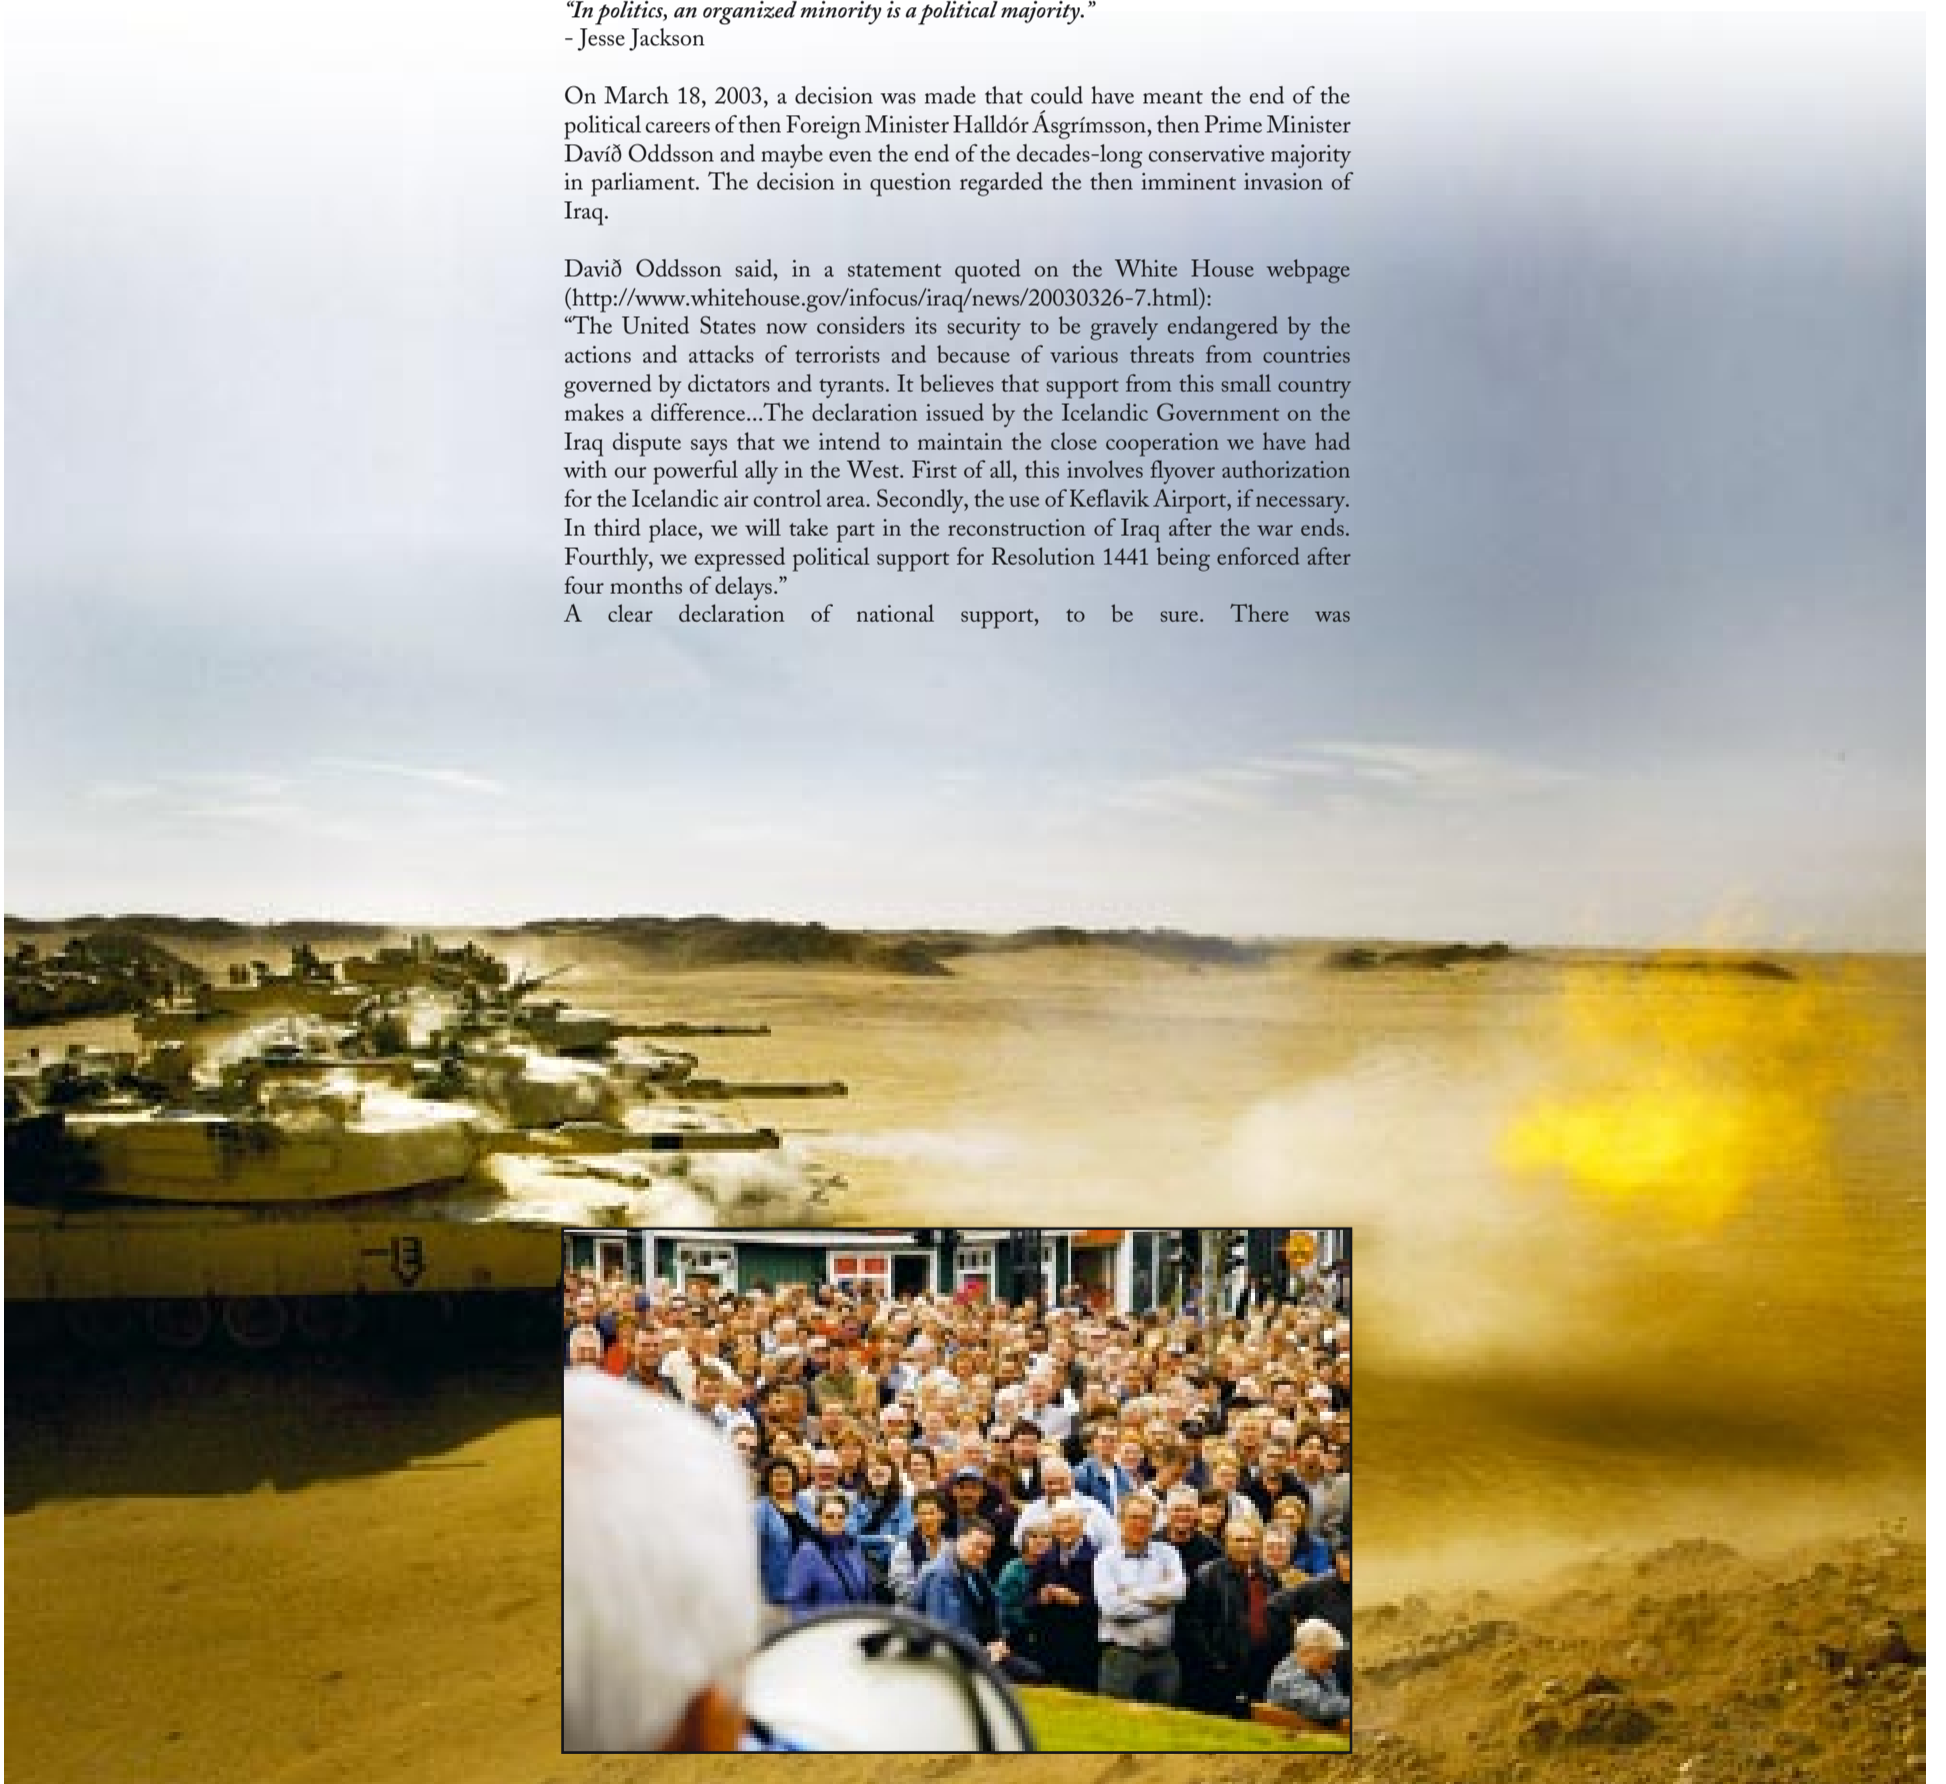 “In politics, an organized minority is a political majority.”
- Jesse Jackson
On March 18, 2003, a decision was made that could have meant the end of the
political careers of then Foreign Minister Halldór Ásgrímsson, then Prime Minister
Davíð Oddsson and maybe even the end of the decades-long conservative majority
in parliament. The decision in question regarded the then imminent invasion of
Iraq.
Davið Oddsson said, in a statement quoted on the White House webpage
(http://www.whitehouse.gov/infocus/iraq/news/20030326-7.html):
“The United States now considers its security to be gravely endangered by the
actions and attacks of terrorists and because of various threats from countries
governed by dictators and tyrants. It believes that support from this small country
makes a difference...The declaration issued by the Icelandic Government on the
Iraq dispute says that we intend to maintain the close cooperation we have had
with our powerful ally in the West. First of all, this involves flyover authorization
for the Icelandic air control area. Secondly, the use of Keflavik Airport, if necessary.
In third place, we will take part in the reconstruction of Iraq after the war ends.
Fourthly, we expressed political support for Resolution 1441 being enforced after
four months of delays.”
A clear declaration of national support, to be sure. There was